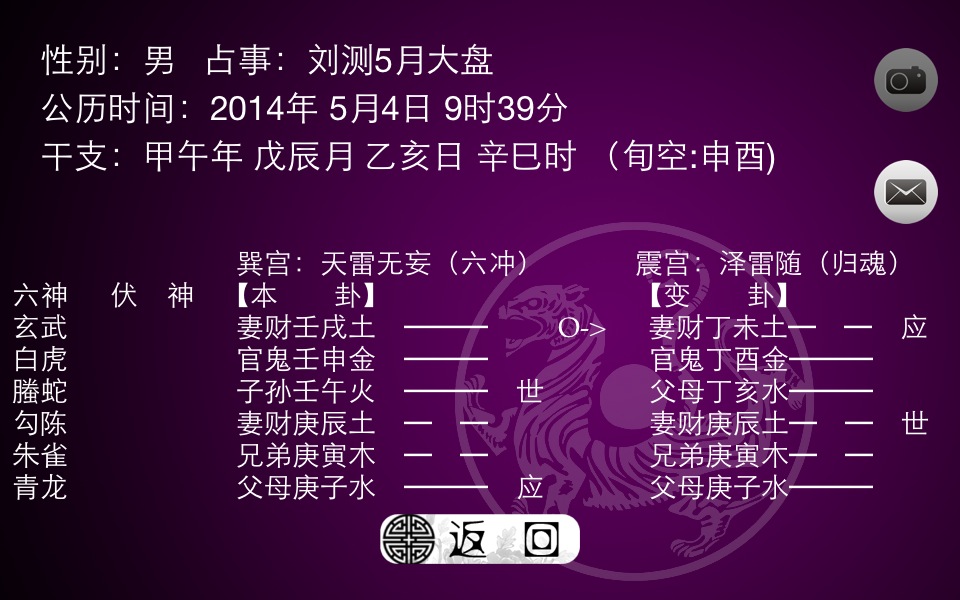 性别：男 占事：刘测5月大盘
公历时间：2014年 5月4日 9时39分
干支：甲午年 戊辰月 乙亥日 辛巳时 （旬空:申酉)
巽宫：天雷无妄（六冲） 震宫：泽雷随（归魂）
六神 伏 神 【本 卦】 【变 卦】
玄武 妻财壬戌土 O-> 妻财丁未土 应
白虎 官鬼壬申金 官鬼丁酉金
螣蛇 子孙壬午火 世 父母丁亥水
勾陈 妻财庚辰土 妻财庚辰土 世
朱雀 兄弟庚寅木 兄弟庚寅木
青龙 父母庚子水 应 父母庚子水
返 回